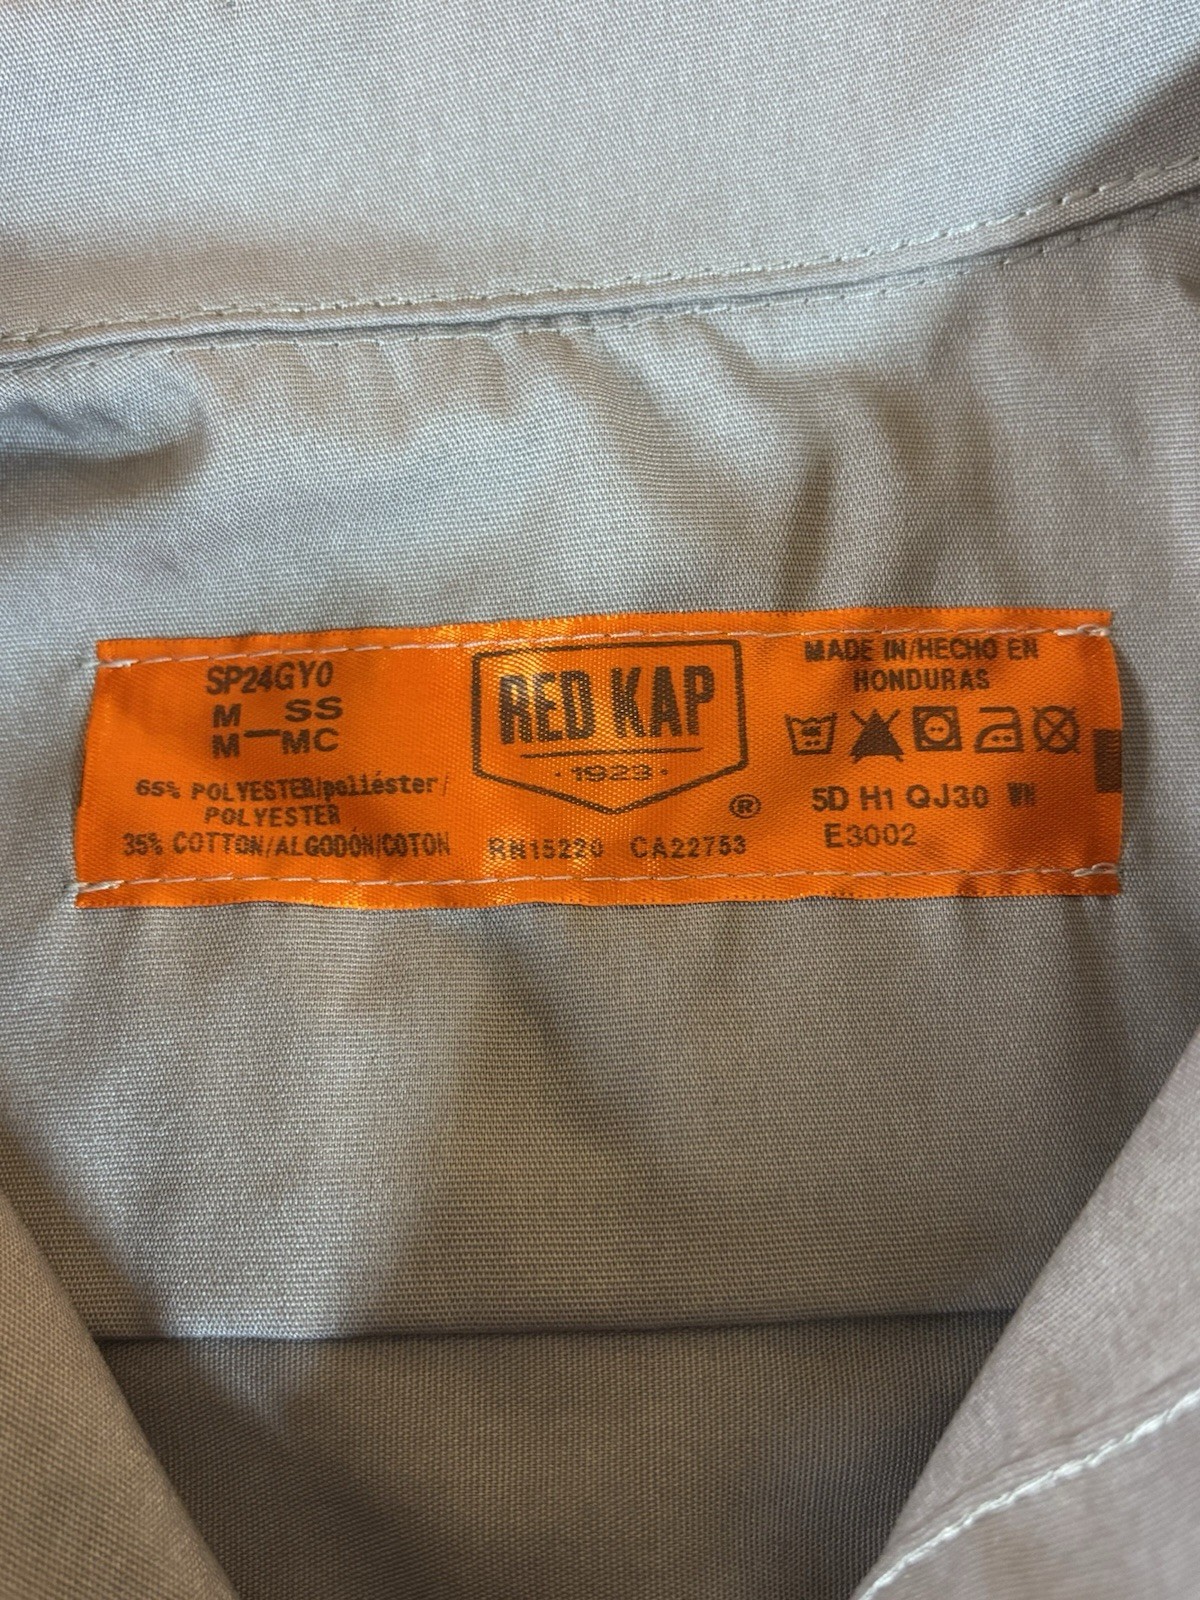 SP24GY0
M — SS
M — MC
65% POLYESTER/poliéster/
POLYESTER
35% COTTON/ALGODÓN/COTON
RED KAP
· 1923 ·
®
RN15220 CA22753
MADE IN/HECHO EN
HONDURAS
5D H1 QJ30 WN
E3002